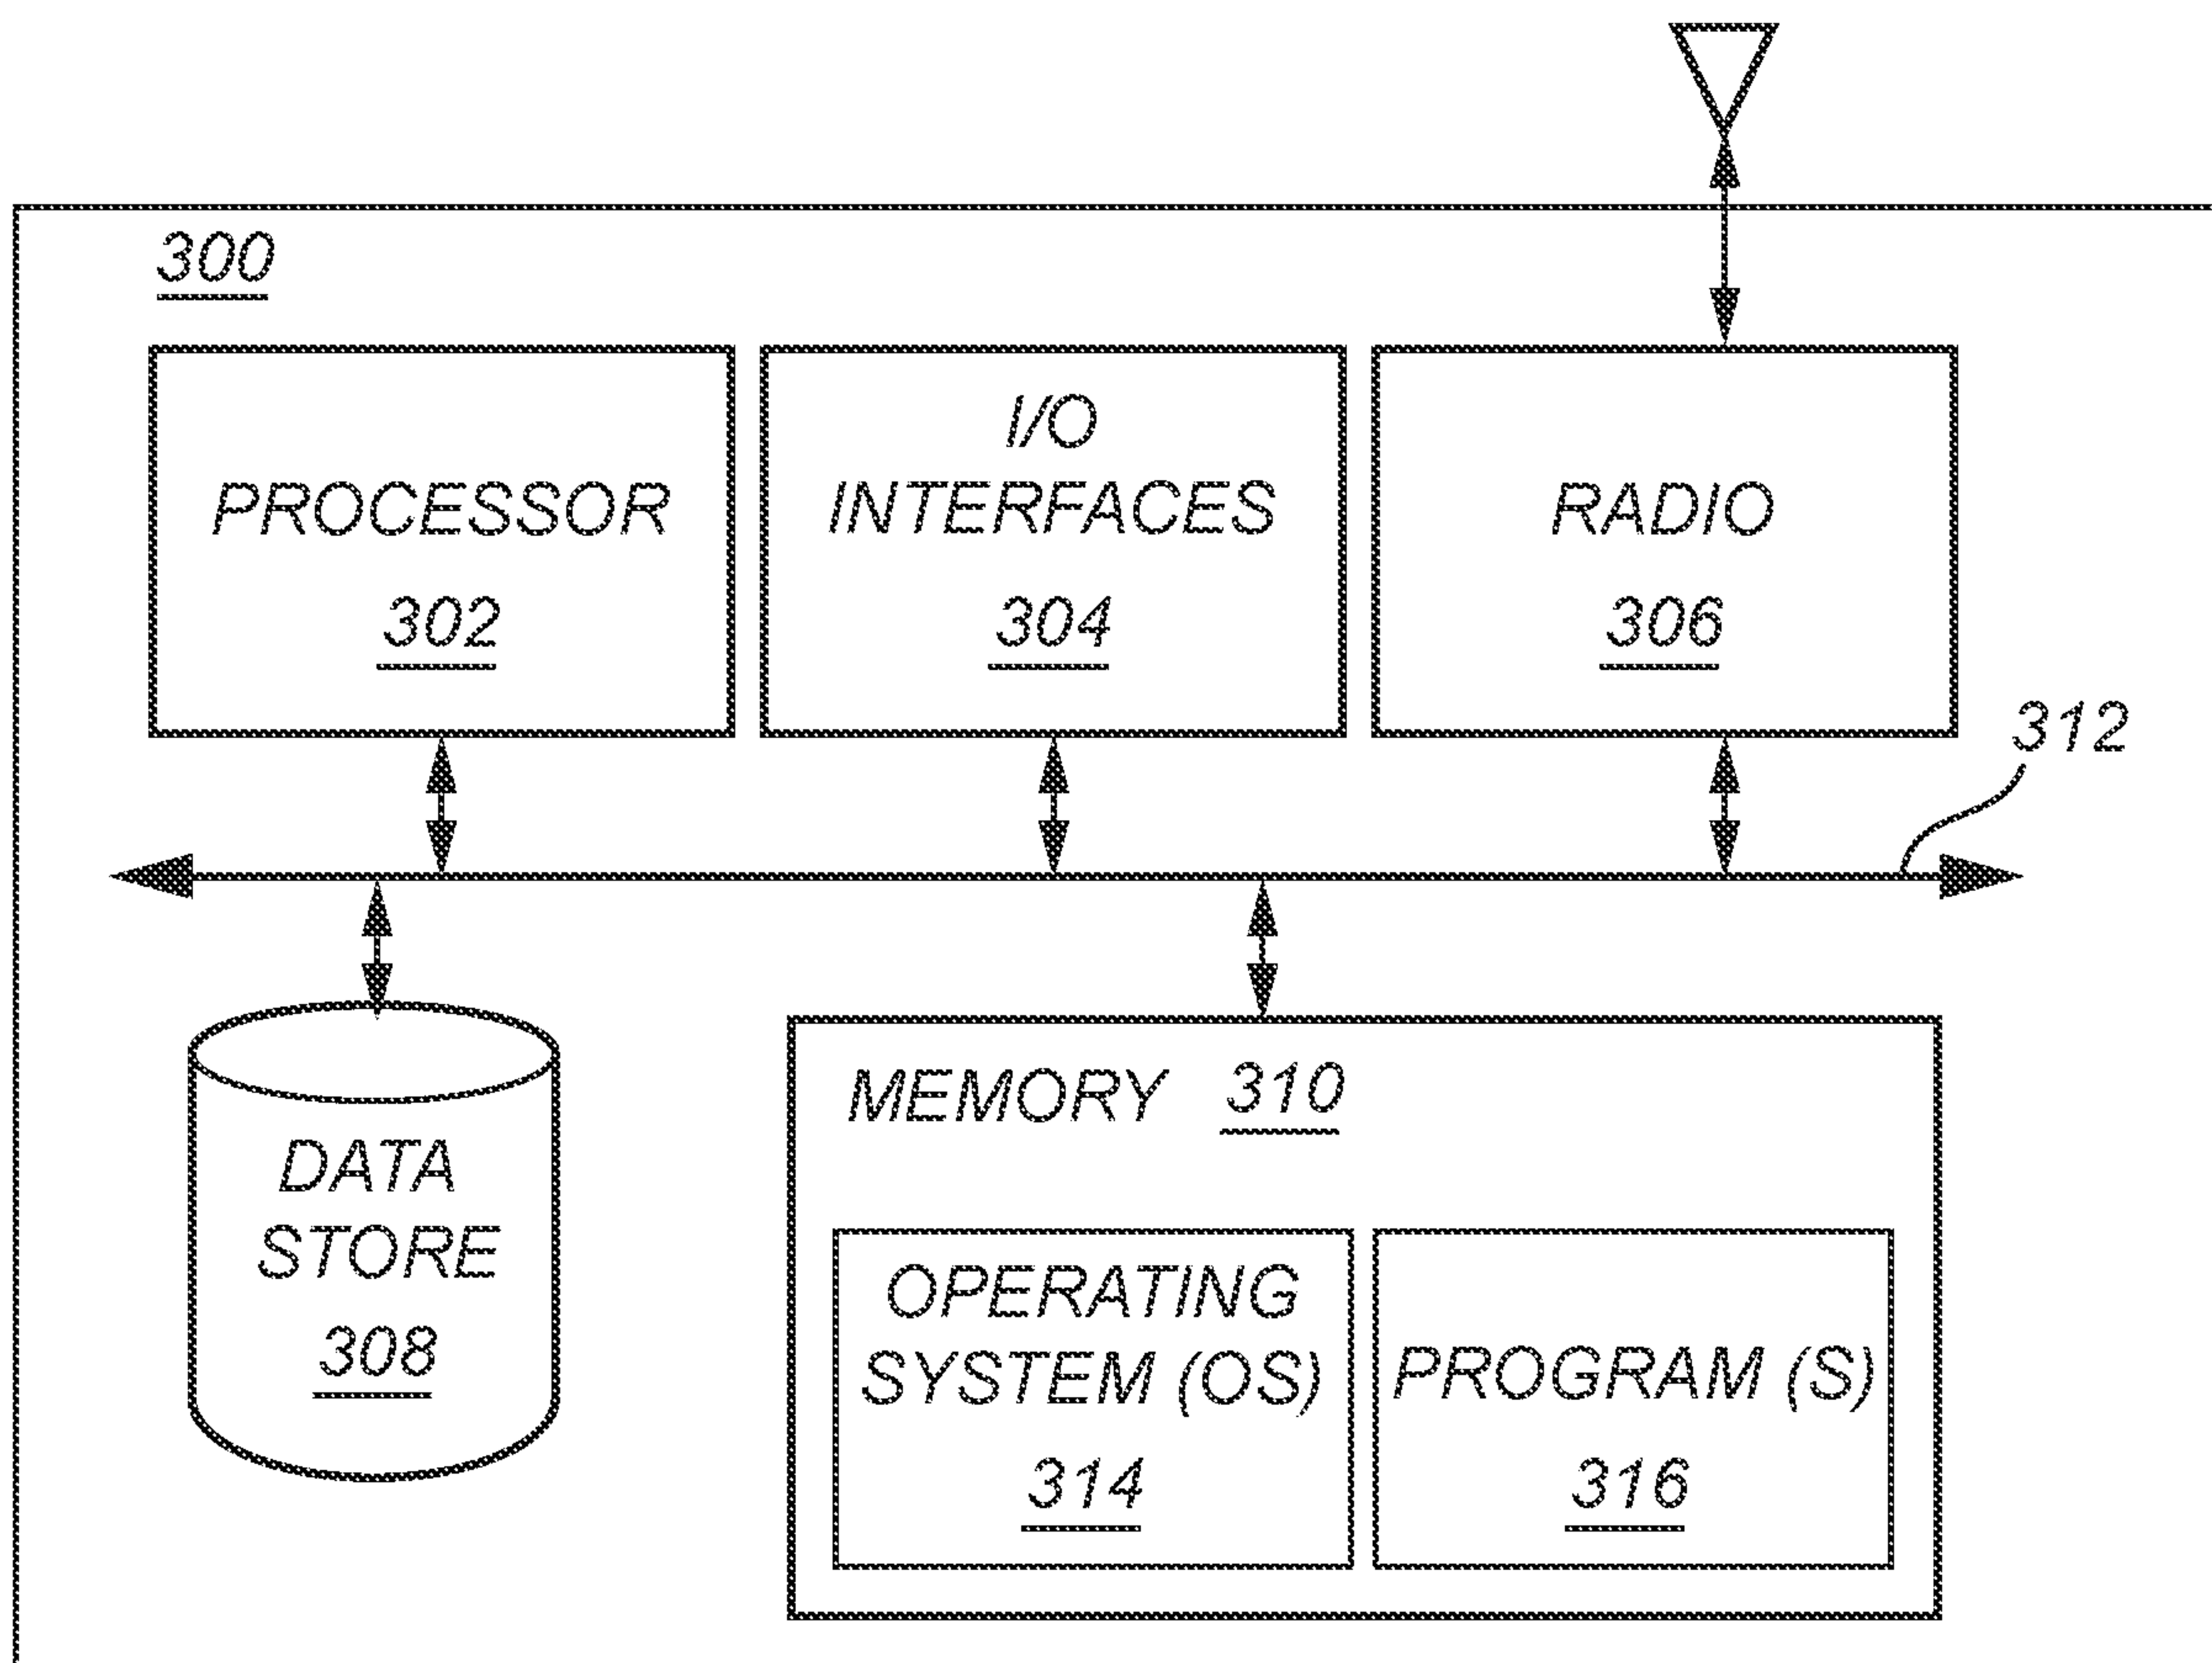 300
PROCESSOR
302
I/O
INTERFACES
304
RADIO
306
312
DATA
STORE
308
MEMORY 310
OPERATING
SYSTEM (OS)
314
PROGRAM (S)
316